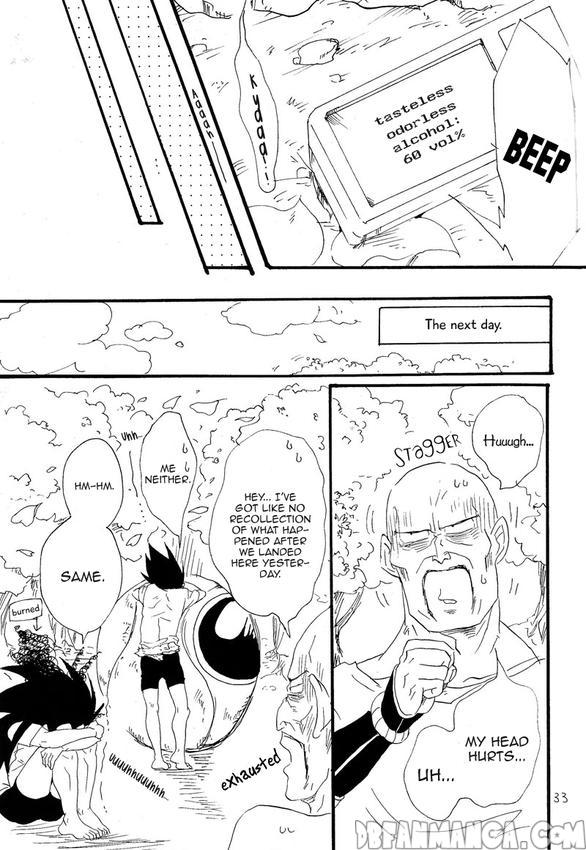 BEEP
tasteless
odorless
alcohol:
60 vol%
Kyaaa!!
Aaaah
The next day.
Huuugh...
STAGGER
MY HEAD
HURTS...
UH...
HEY... I'VE
GOT LIKE NO
RECOLLECTION
OF WHAT HAP-
PENED AFTER
WE LANDED
HERE YESTER-
DAY.
exhausted
ME
NEITHER.
Uhh..
HM-HM.
SAME.
burned
Uuuuhhuuuhh...
33
DBFANMANGA.COM